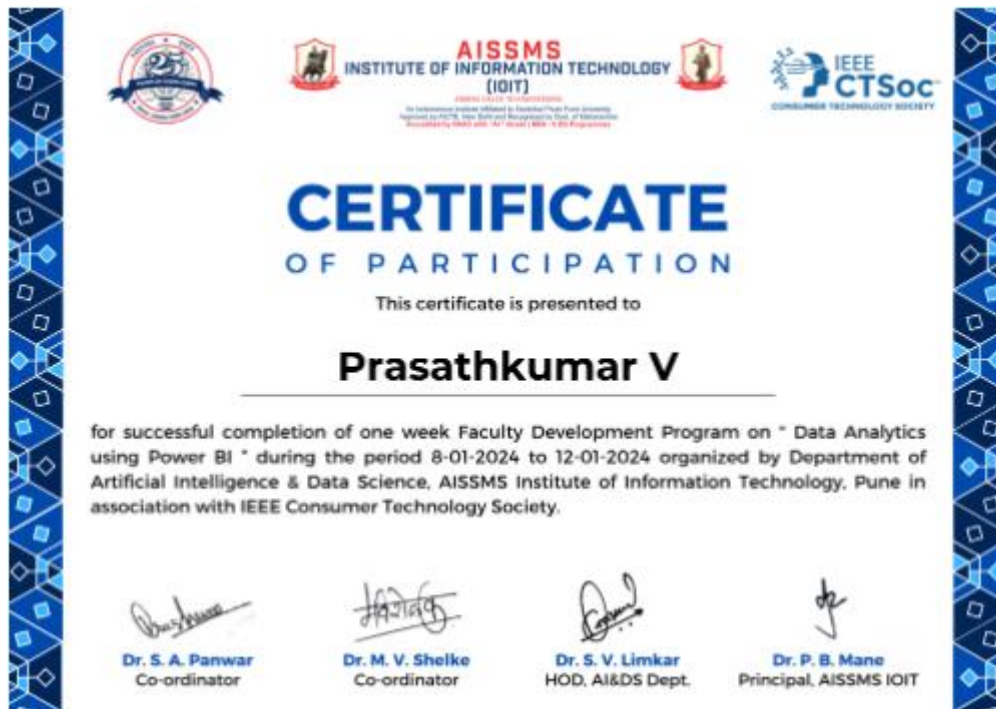 25
AISSMS
INSTITUTE OF INFORMATION TECHNOLOGY
(IOIT)
IEEE
CTSoc
CONSUMER TECHNOLOGY SOCIETY
CERTIFICATE
OF PARTICIPATION
This certificate is presented to
Prasathkumar V
for successful completion of one week Faculty Development Program on " Data Analytics
using Power BI " during the period 8-01-2024 to 12-01-2024 organized by Department of
Artificial Intelligence & Data Science, AISSMS Institute of Information Technology, Pune in
association with IEEE Consumer Technology Society.
Dr. S. A. Panwar
Co-ordinator
Dr. M. V. Shelke
Co-ordinator
Dr. S. V. Limkar
HOD, AI&DS Dept.
Dr. P. B. Mane
Principal, AISSMS IOIT